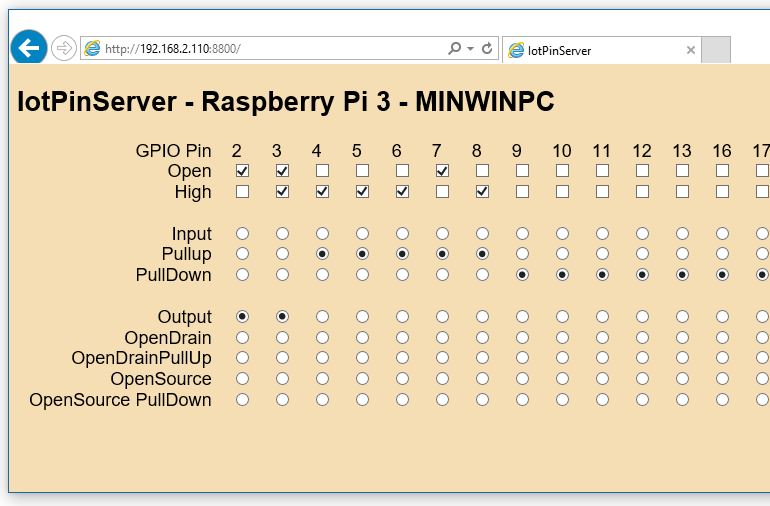 http://192.168.2.110:8800/
IotPinServer
IotPinServer - Raspberry Pi 3 - MINWINPC
GPIO Pin 2 3 4 5 6 7 8 9 10 11 12 13 16 17
Open
High
Input
Pullup
PullDown
Output
OpenDrain
OpenDrainPullUp
OpenSource
OpenSource PullDown